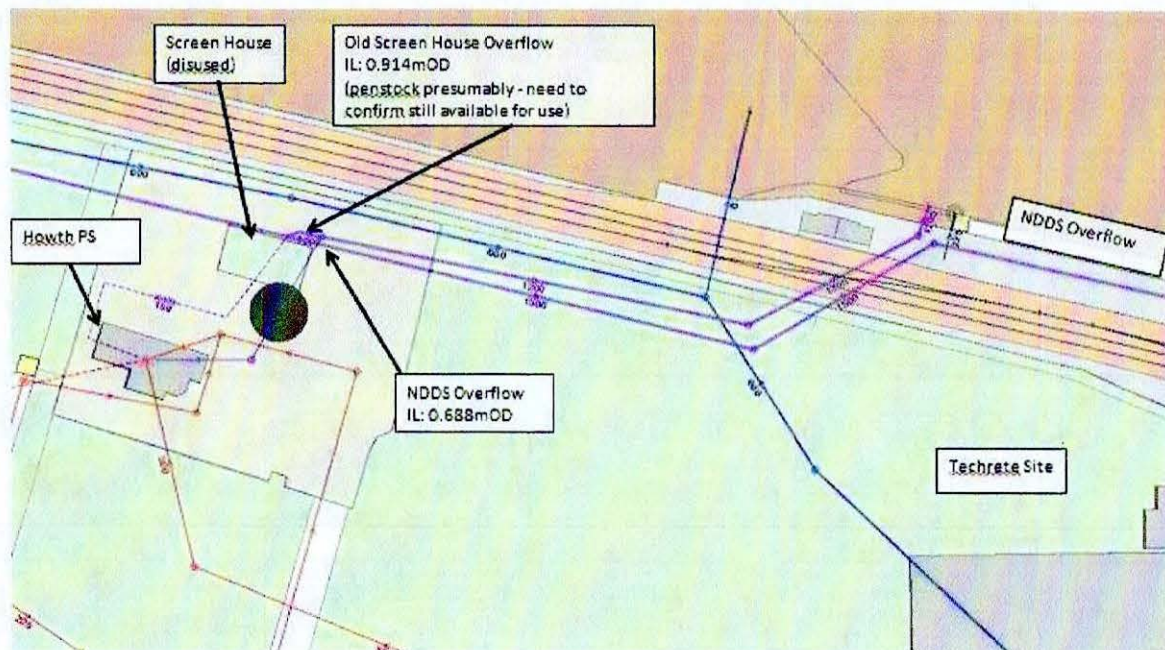 Screen House
(disused)
Old Screen House Overflow
IL: 0.914mOD
(penstock presumably - need to
confirm still available for use)
Howth PS
NDDS Overflow
NDDS Overflow
IL: 0.688mOD
Techrete Site